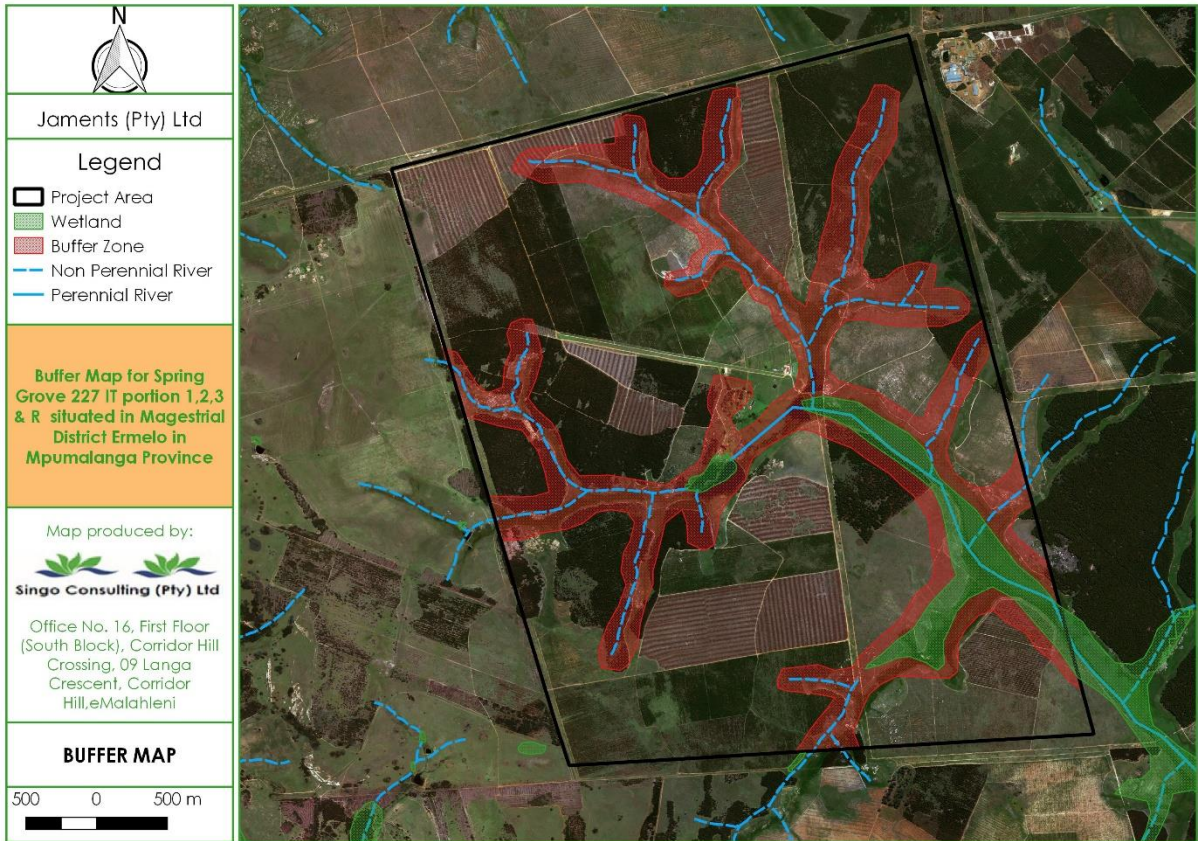 N
Jaments (Pty) Ltd
Legend
Project Area
Wetland
Buffer Zone
Non Perennial River
Perennial River
Buffer Map for Spring
Grove 227 IT portion 1,2,3
& R situated in Magestrial
District Ermelo in
Mpumalanga Province
Map produced by:
Singo Consulting (Pty) Ltd
Office No. 16, First Floor
(South Block), Corridor Hill
Crossing, 09 Langa
Crescent, Corridor
Hill,eMalahleni
BUFFER MAP
500 0 500 m